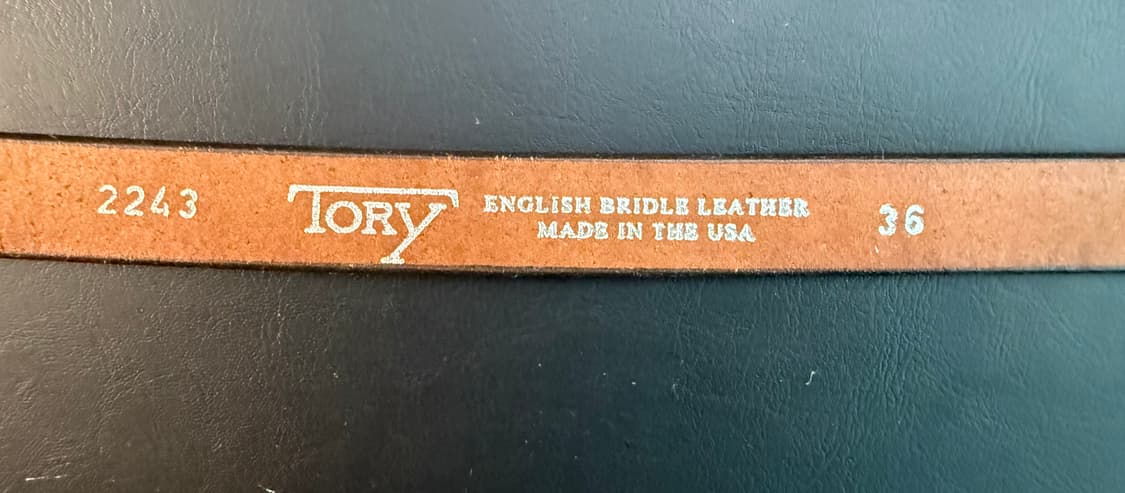 2243
TORY
ENGLISH BRIDLE LEATHER
MADE IN THE USA
36